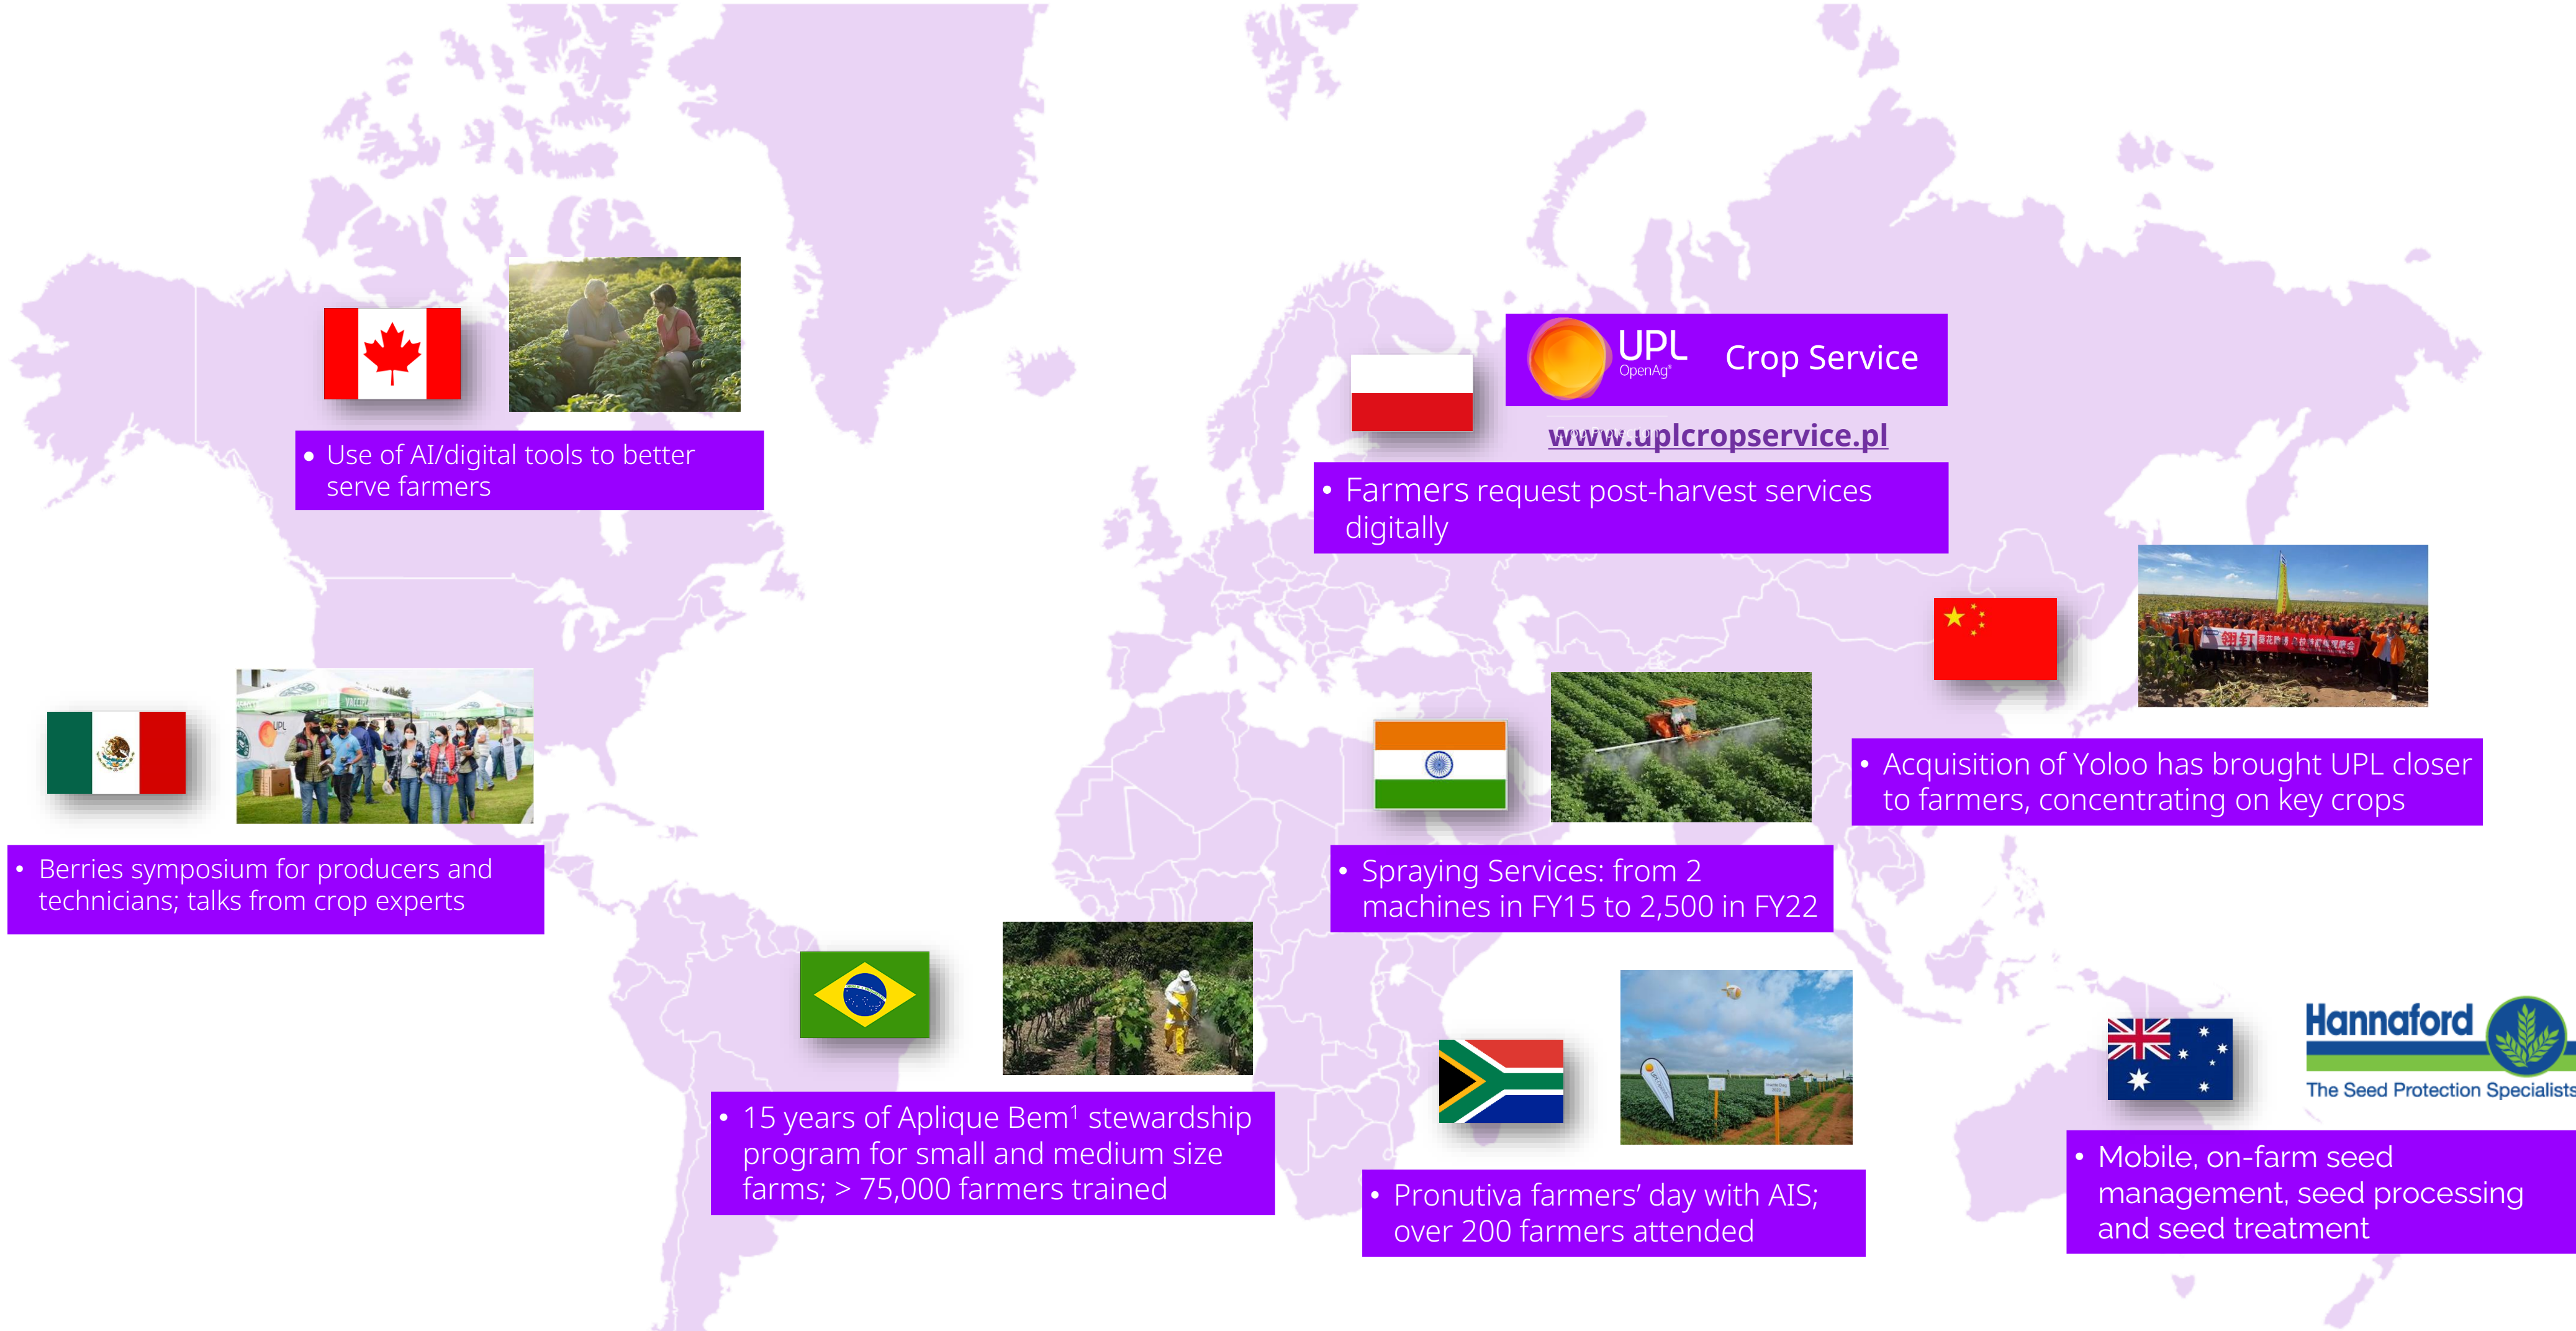 UPL
OpenAg®
Crop Service
www.uplcropservice.pl
• Use of AI/digital tools to better
serve farmers
• Farmers request post-harvest services
digitally
VACCIPL
UPL
翎钉
• Acquisition of Yoloo has brought UPL closer
to farmers, concentrating on key crops
• Berries symposium for producers and
technicians; talks from crop experts
• Spraying Services: from 2
machines in FY15 to 2,500 in FY22
Hannaford
The Seed Protection Specialists
• 15 years of Aplique Bem¹ stewardship
program for small and medium size
farms; > 75,000 farmers trained
• Pronutiva farmers’ day with AIS;
over 200 farmers attended
• Mobile, on-farm seed
management, seed processing
and seed treatment